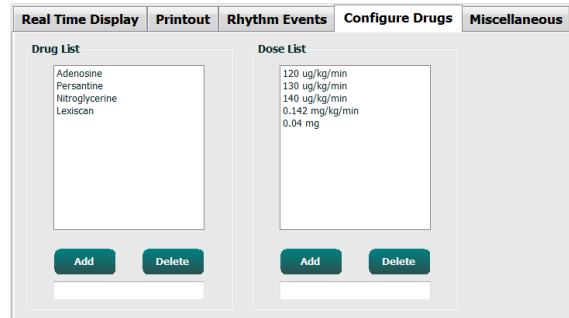 Real Time Display Printout Rhythm Events Configure Drugs Miscellaneous
Drug List
Adenosine
Persantine
Nitroglycerine
Lexiscan
Add Delete
Dose List
120 ug/kg/min
130 ug/kg/min
140 ug/kg/min
0.142 mg/kg/min
0.04 mg
Add Delete